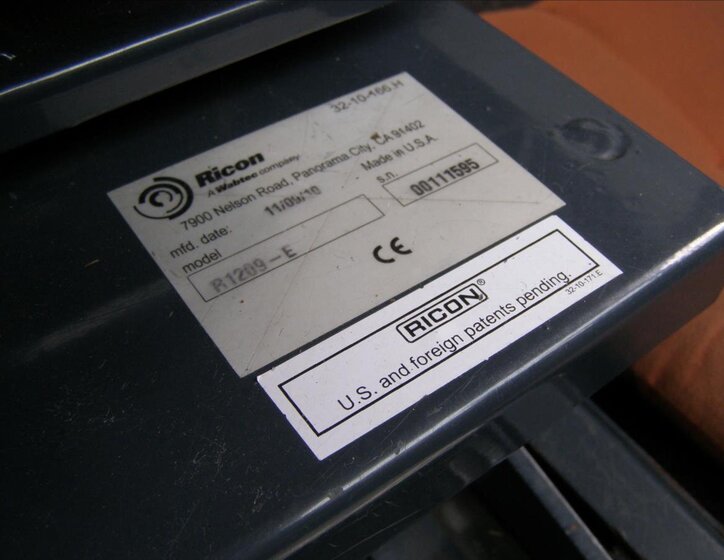 32-10-166.H
Ricon
A Wabtec company
7900 Nelson Road, Panorama City, CA 91402
mfd. date: 11/09/10 Made in U.S.A.
model s.n.
R1209-E 00111595
CE
RICON®
U.S. and foreign patents pending.
32-10-171.E